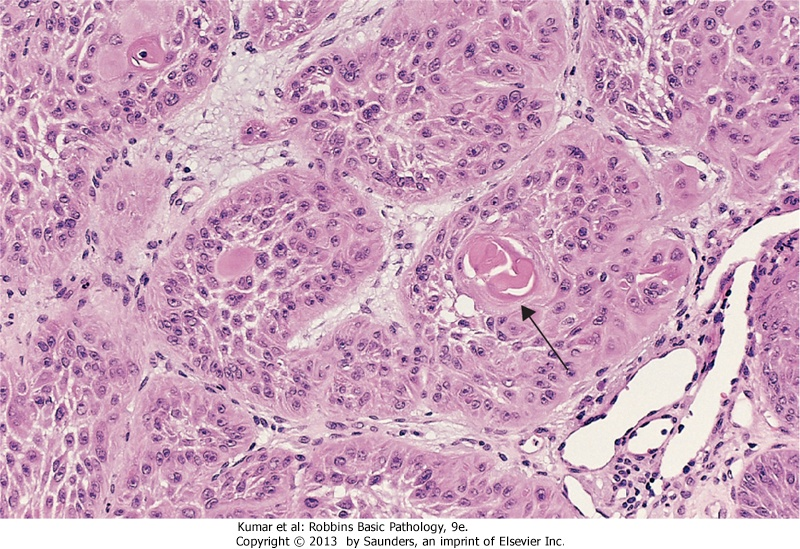 Kumar et al: Robbins Basic Pathology, 9e.
Copyright © 2013 by Saunders, an imprint of Elsevier Inc.